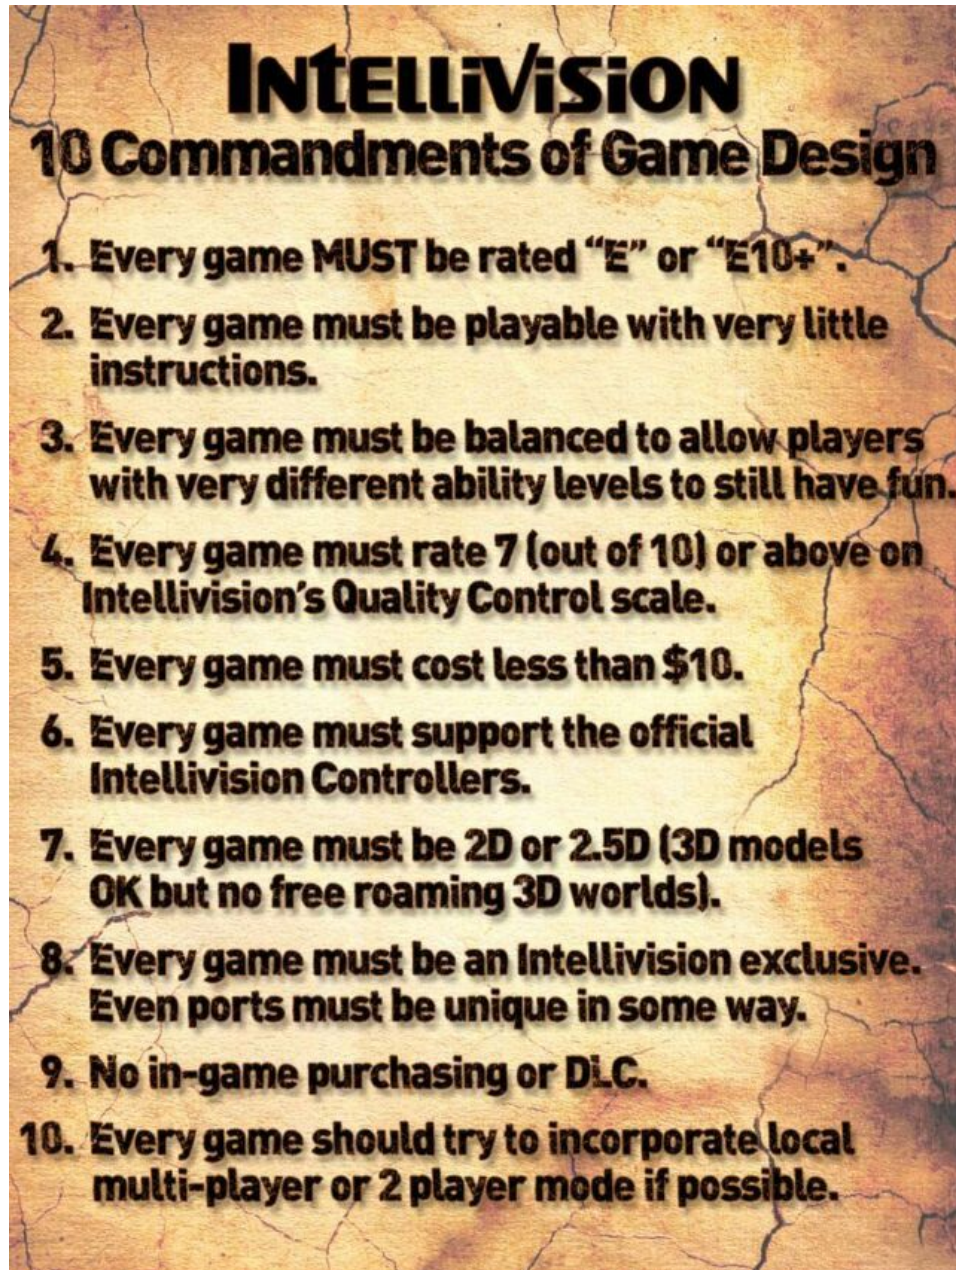 INtELLiViSiON
10 Commandments of Game Design
1. Every game MUST be rated “E” or “E10+”.
2. Every game must be playable with very little
instructions.
3. Every game must be balanced to allow players
with very different ability levels to still have fun.
4. Every game must rate 7 (out of 10) or above on
Intellivision’s Quality Control scale.
5. Every game must cost less than $10.
6. Every game must support the official
Intellivision Controllers.
7. Every game must be 2D or 2.5D (3D models
OK but no free roaming 3D worlds).
8. Every game must be an Intellivision exclusive.
Even ports must be unique in some way.
9. No in-game purchasing or DLC.
10. Every game should try to incorporate local
multi-player or 2 player mode if possible.